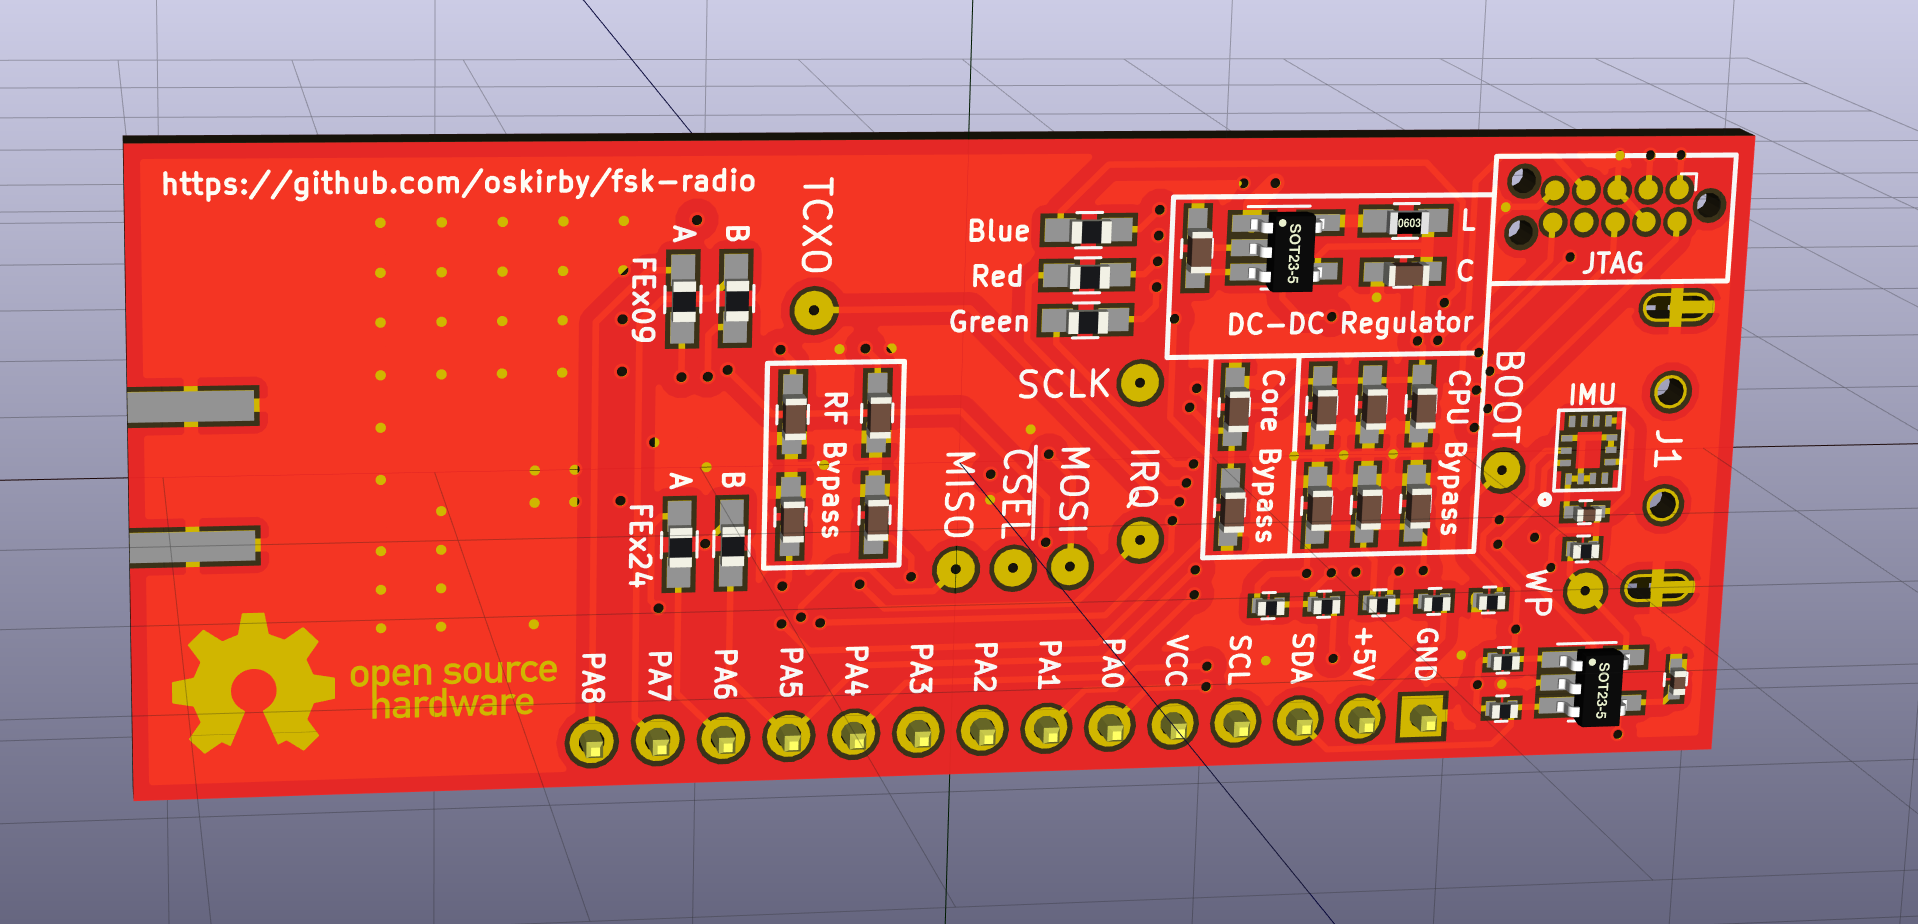 https://github.com/oskirby/fsk-radio
TCXO
A
B
FEx09
Blue
Red
Green
SOT23-5
0603
L
C
DC-DC Regulator
JTAG
SCLK
RF Bypass
Core Bypass
CPU Bypass
BOOT
IMU
J1
A
B
FEx24
MISO
CSEL
MOSI
IRQ
WP
open source
hardware
PA8
PA7
PA6
PA5
PA4
PA3
PA2
PA1
PA0
VCC
SCL
SDA
+5V
GND
SOT23-5